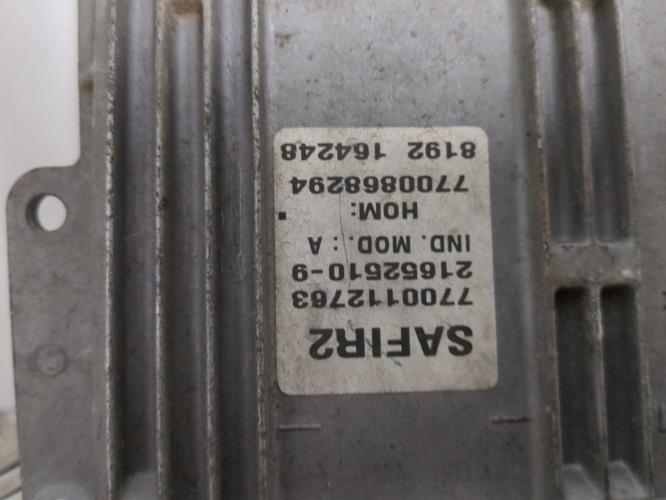 SAFIR2
7700112763
21652510-9
IND. MOD. : A
HOM:
7700868294
8192 164248